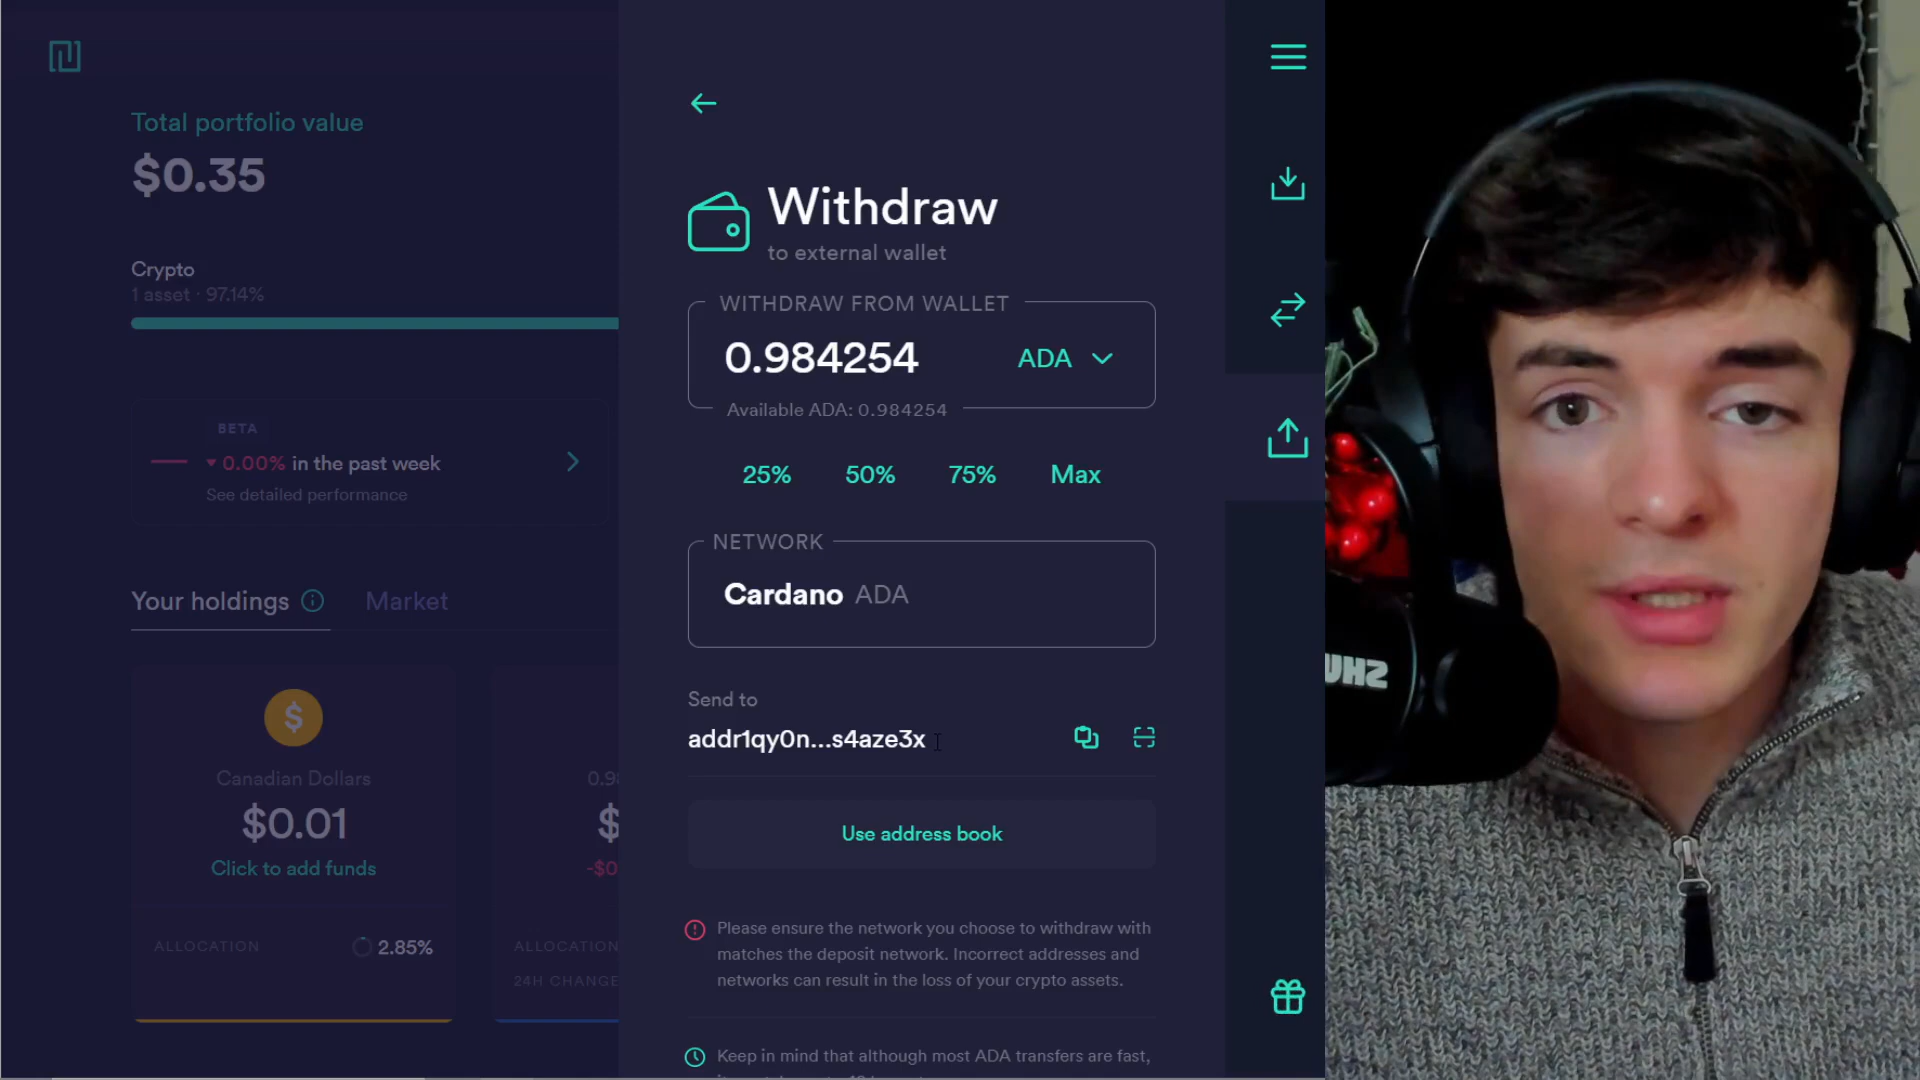 Total portfolio value
$0.35
Crypto
1 asset · 97.14%
BETA
0.00% in the past week
See detailed performance
Your holdings
Market
$
Canadian Dollars
$0.01
Click to add funds
ALLOCATION
2.85%
0.98
$
-$0
ALLOCATION
24H CHANGE
Withdraw
to external wallet
WITHDRAW FROM WALLET
0.984254
ADA
Available ADA: 0.984254
25%
50%
75%
Max
NETWORK
Cardano ADA
Send to
addr1qy0n...s4aze3x
Use address book
Please ensure the network you choose to withdraw with
matches the deposit network. Incorrect addresses and
networks can result in the loss of your crypto assets.
Keep in mind that although most ADA transfers are fast,
SHU